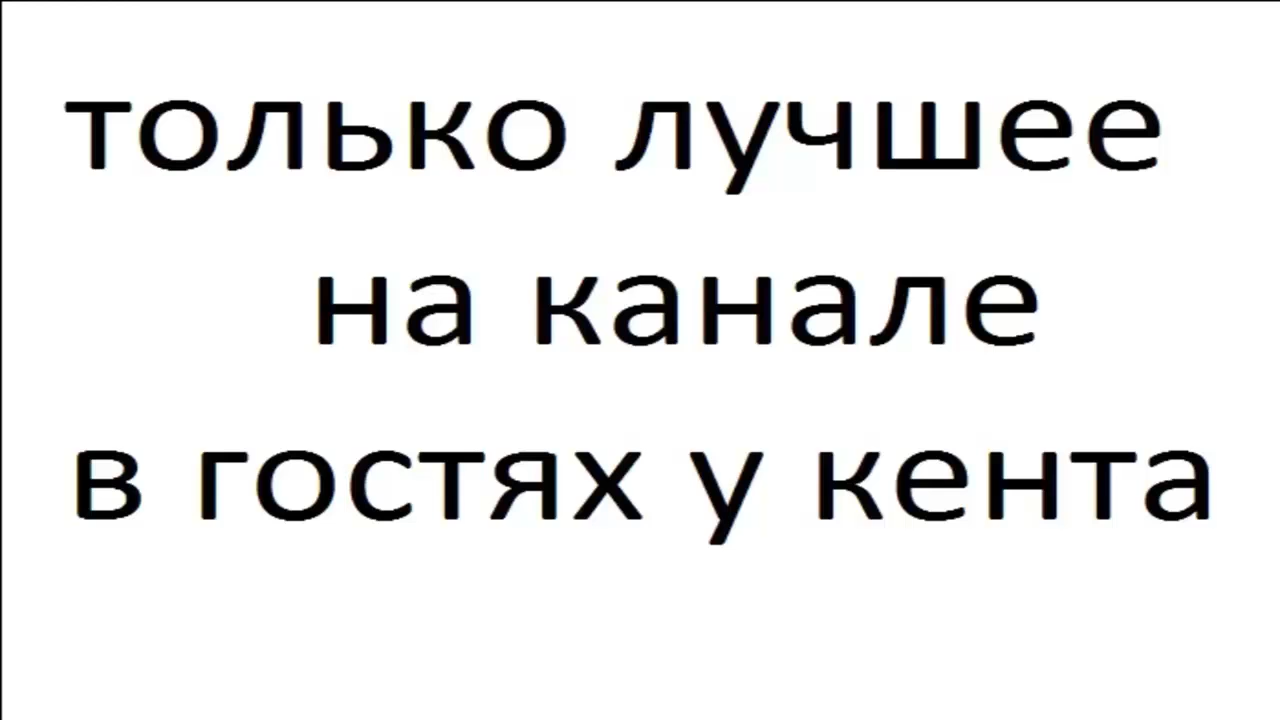 только лучшее
на канале
в гостях у кента